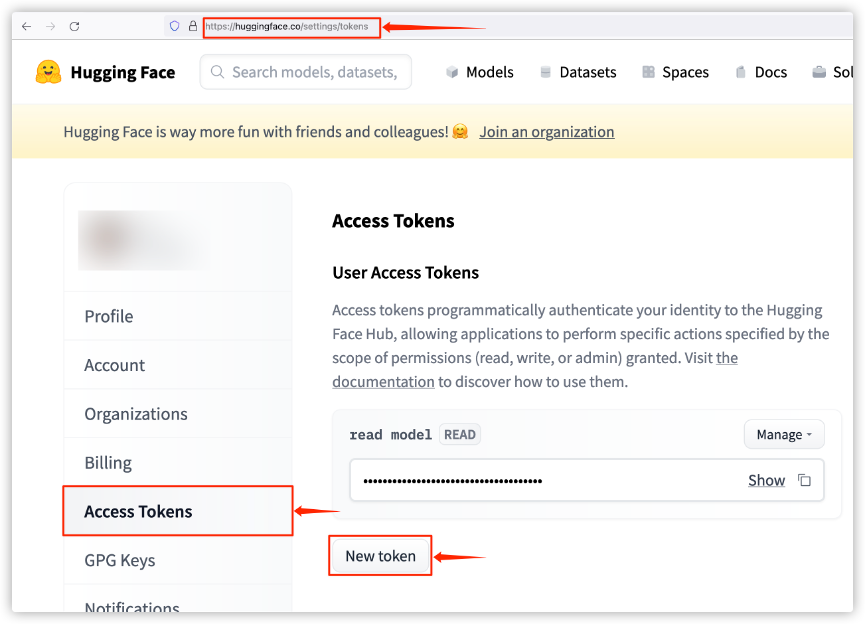 https://huggingface.co/settings/tokens
Hugging Face
Search models, datasets,
Models
Datasets
Spaces
Docs
Sol
Hugging Face is way more fun with friends and colleagues! 🤗 Join an organization
Access Tokens
User Access Tokens
Profile
Access tokens programmatically authenticate your identity to the Hugging
Face Hub, allowing applications to perform specific actions specified by the
scope of permissions (read, write, or admin) granted. Visit the
documentation to discover how to use them.
Account
Organizations
read model READ
Manage
Billing
••••••••••••••••••••••••••••••••••••• Show
Access Tokens
New token
GPG Keys
Notifications